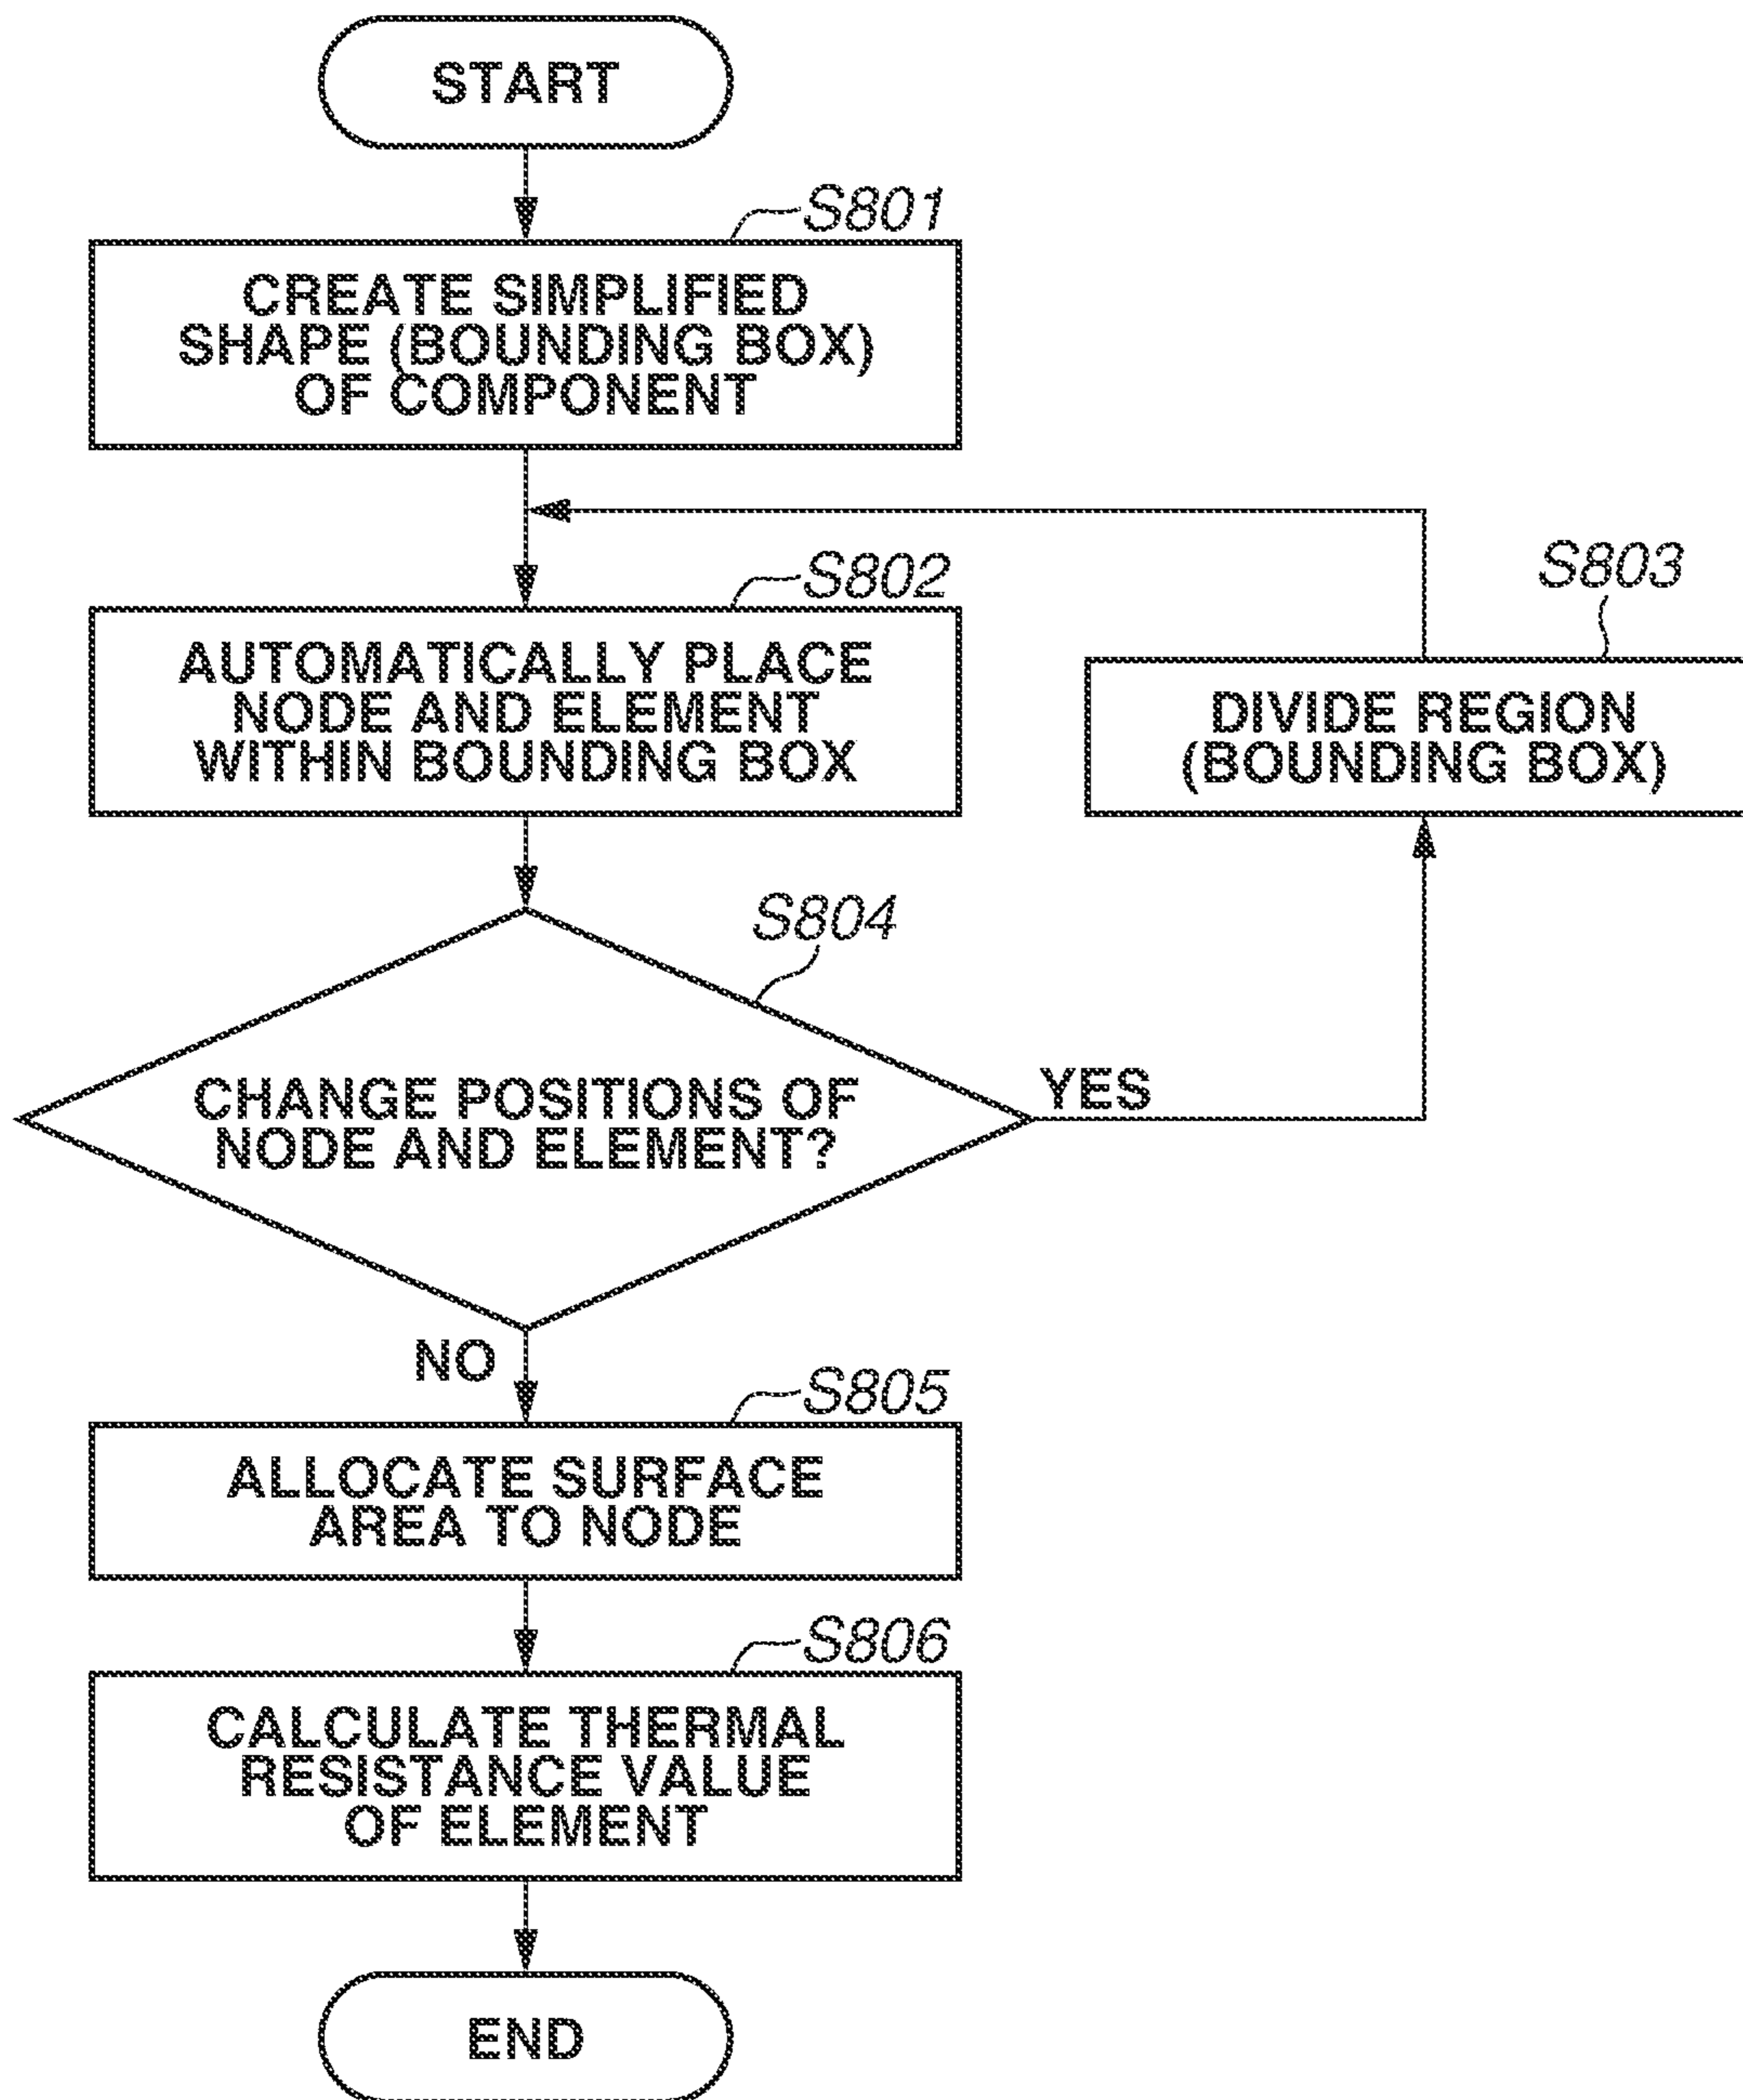 START
S801
CREATE SIMPLIFIED
SHAPE (BOUNDING BOX)
OF COMPONENT
S802
AUTOMATICALLY PLACE
NODE AND ELEMENT
WITHIN BOUNDING BOX
S803
DIVIDE REGION
(BOUNDING BOX)
S804
CHANGE POSITIONS OF
NODE AND ELEMENT?
YES
NO
S805
ALLOCATE SURFACE
AREA TO NODE
S806
CALCULATE THERMAL
RESISTANCE VALUE
OF ELEMENT
END